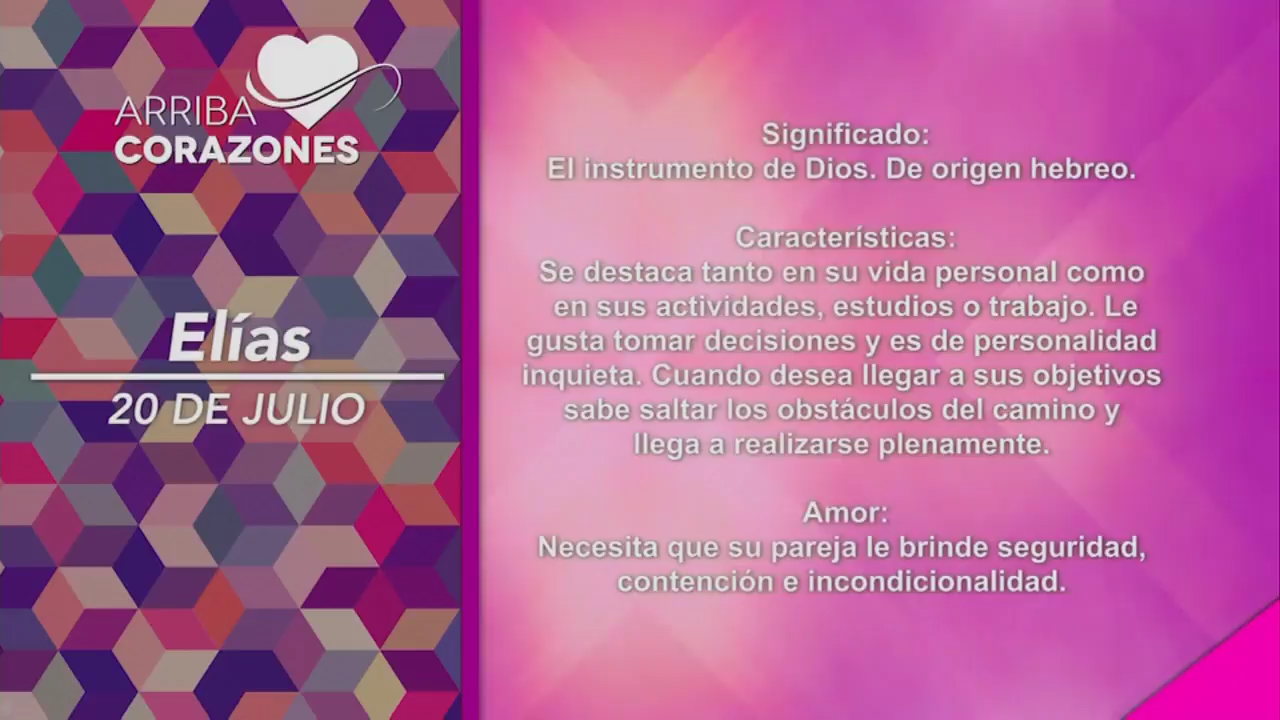 ARRIBA
CORAZONES
Elías
20 DE JULIO
Significado:
El instrumento de Dios. De origen hebreo.
Características:
Se destaca tanto en su vida personal como
en sus actividades, estudios o trabajo. Le
gusta tomar decisiones y es de personalidad
inquieta. Cuando desea llegar a sus objetivos
sabe saltar los obstáculos del camino y
llega a realizarse plenamente.
Amor:
Necesita que su pareja le brinde seguridad,
contención e incondicionalidad.